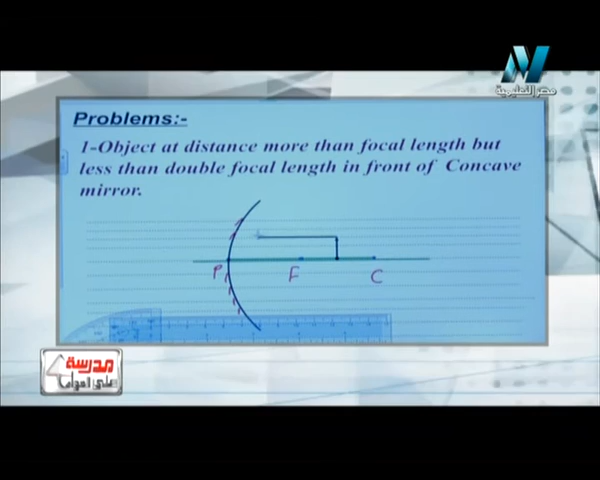 مصر التعليمية
Problems:-
1-Object at distance more than focal length but
less than double focal length in front of Concave
mirror.
P F C
مدرسة
على الهواء